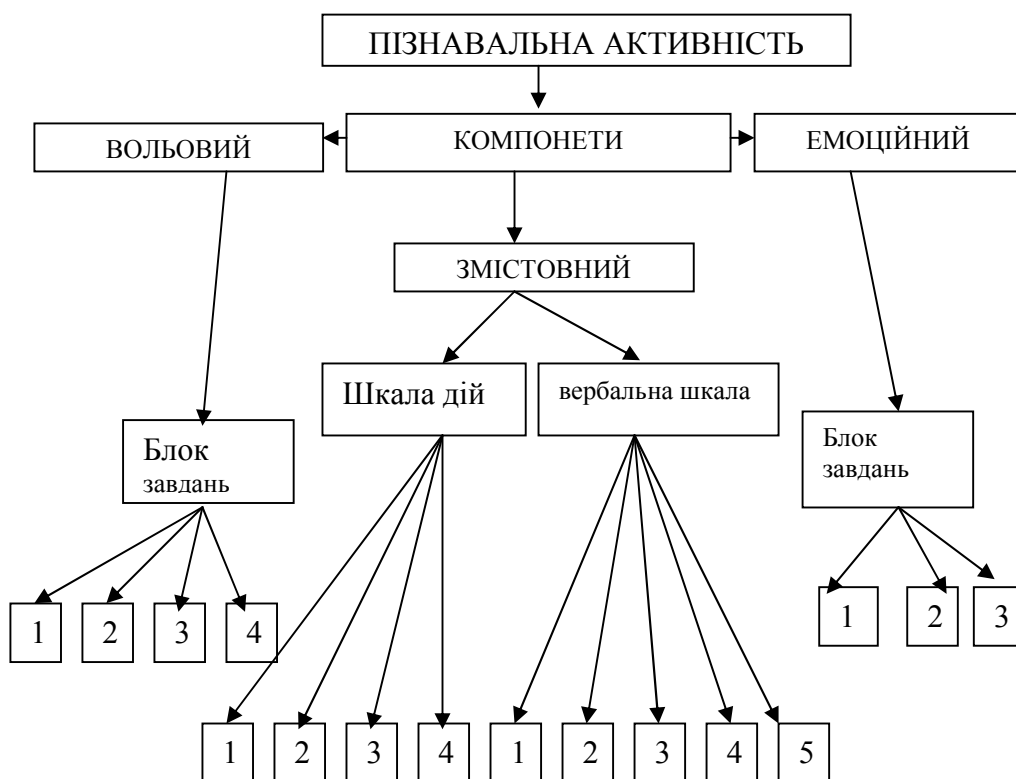 ПІЗНАВАЛЬНА АКТИВНІСТЬ
ВОЛЬОВИЙ
КОМПОНЕТИ
ЕМОЦІЙНИЙ
ЗМІСТОВНИЙ
Шкала дій
вербальна шкала
Блок
завдань
Блок
завдань
1 2 3 4
1 2 3
1 2 3 4
1 2 3 4 5